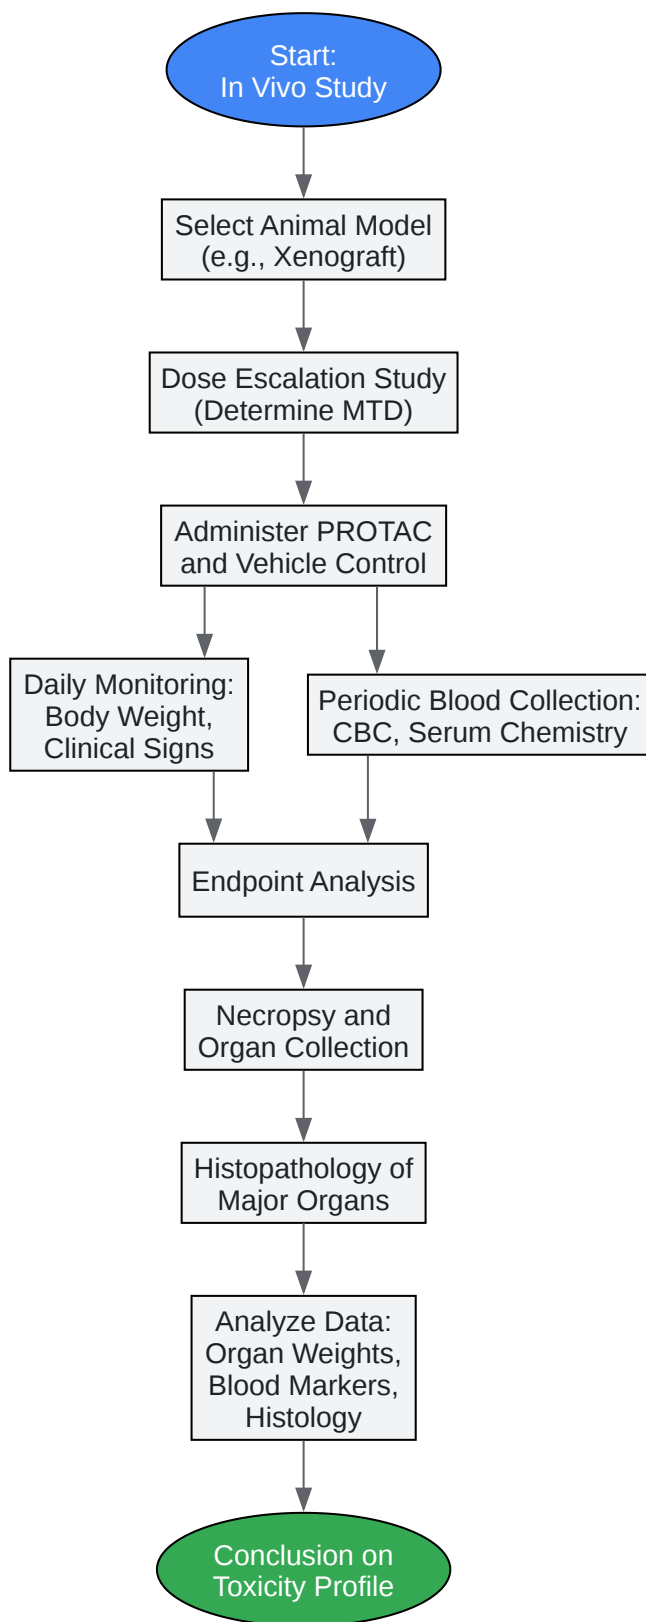 Start:
In Vivo Study
Select Animal Model
(e.g., Xenograft)
Dose Escalation Study
(Determine MTD)
Administer PROTAC
and Vehicle Control
Daily Monitoring:
Body Weight,
Clinical Signs
Periodic Blood Collection:
CBC, Serum Chemistry
Endpoint Analysis
Necropsy and
Organ Collection
Histopathology of
Major Organs
Analyze Data:
Organ Weights,
Blood Markers,
Histology
Conclusion on
Toxicity Profile